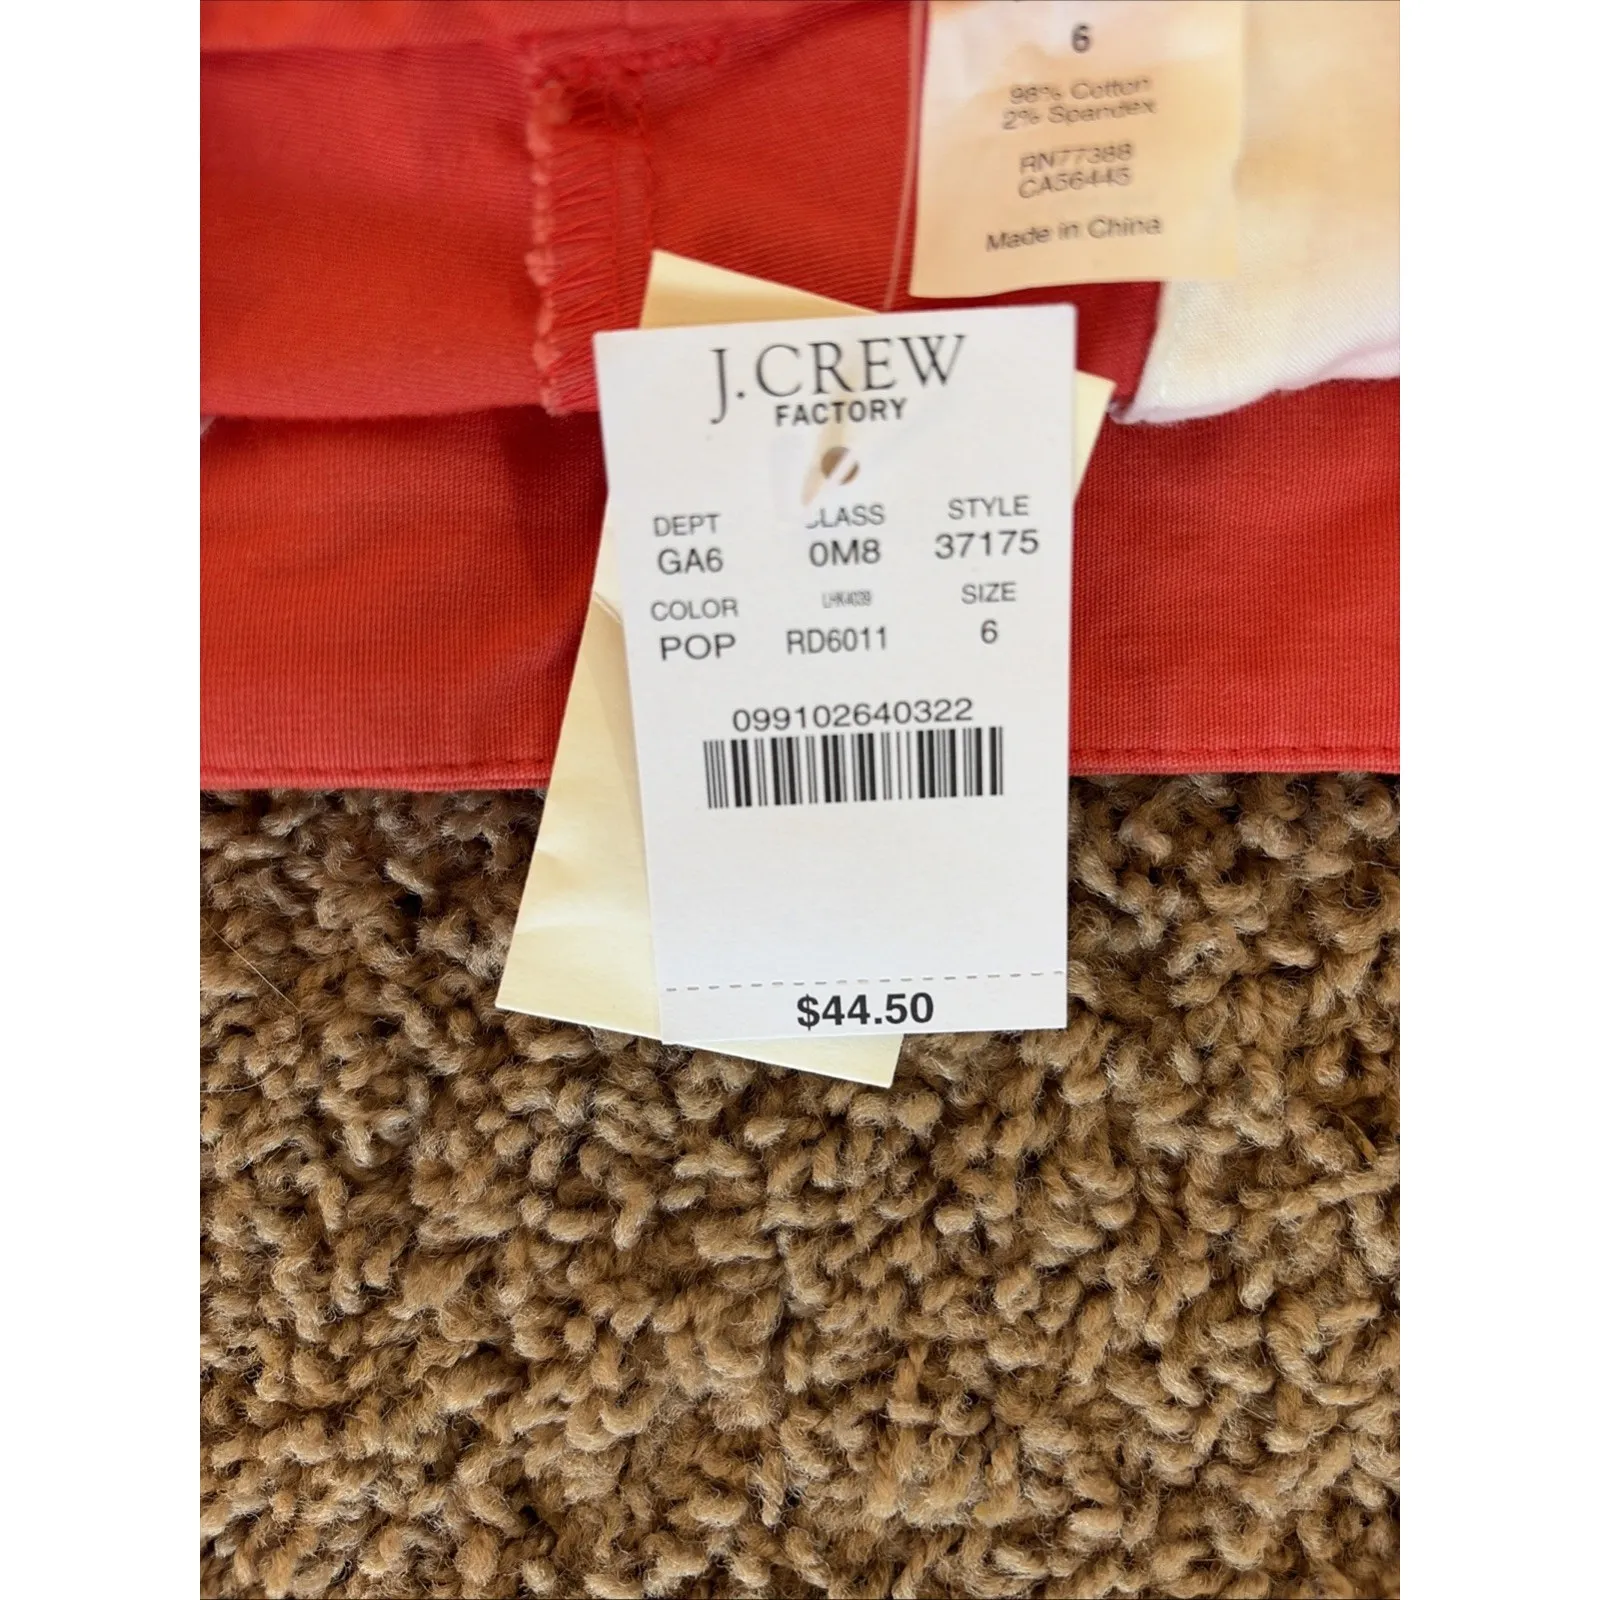 6
98% Cotton
2% Spandex
RN77388
CA56445
Made in China
J.CREW
FACTORY
DEPT CLASS STYLE
GA6 0M8 37175
COLOR SIZE
POP RD6011 6
099102640322
$44.50